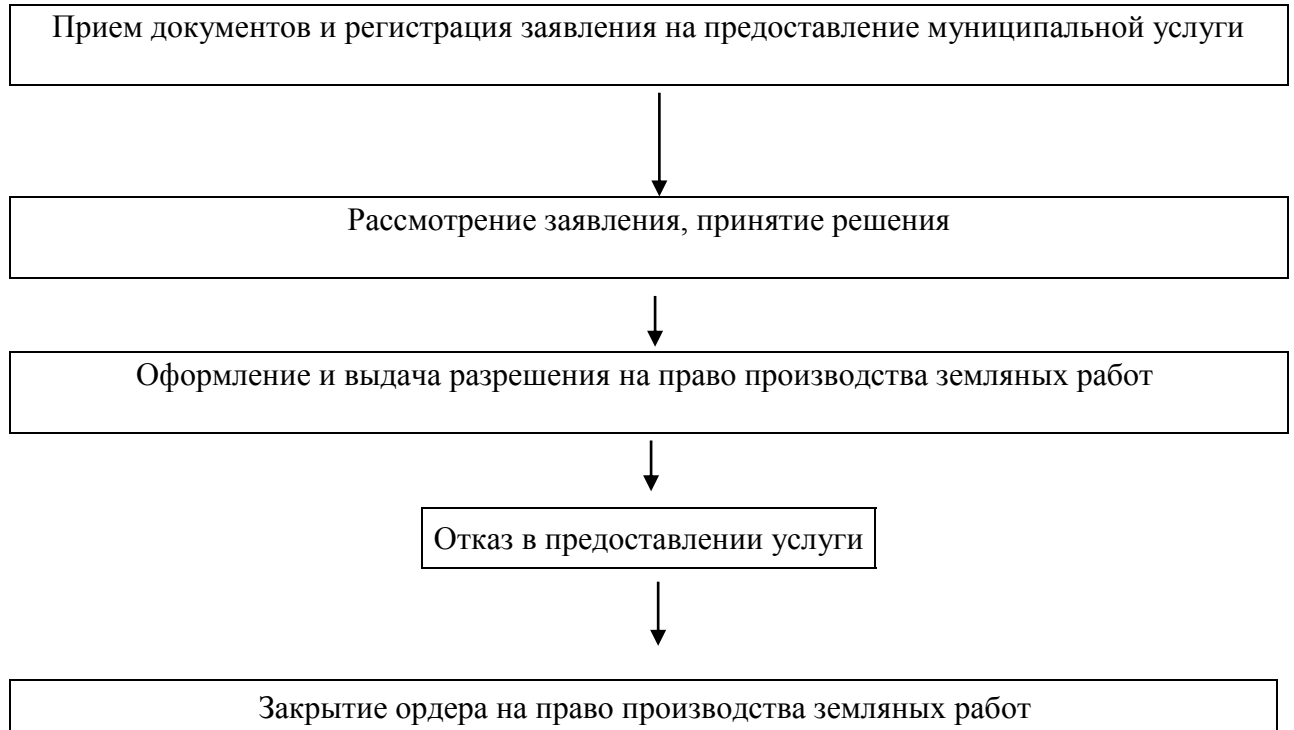 Прием документов и регистрация заявления на предоставление муниципальной услуги
Рассмотрение заявления, принятие решения
Оформление и выдача разрешения на право производства земляных работ
Отказ в предоставлении услуги
Закрытие ордера на право производства земляных работ